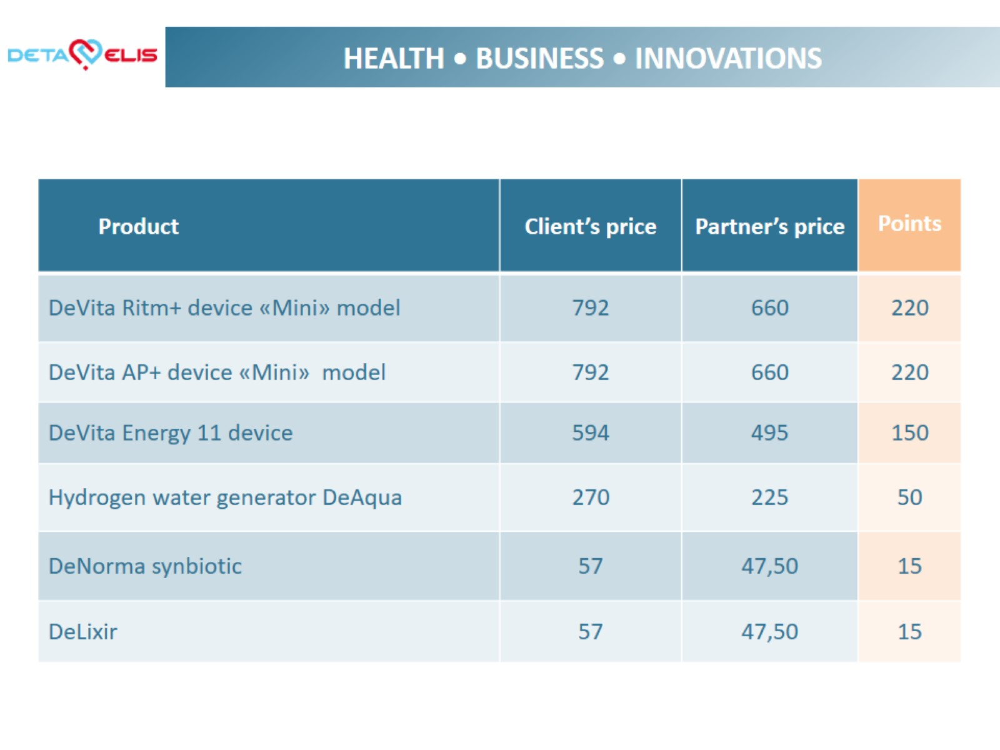 DETA ELIS
HEALTH • BUSINESS • INNOVATIONS
Product Client’s price Partner’s price Points
DeVita Ritm+ device «Mini» model 792 660 220
DeVita AP+ device «Mini»  model 792 660 220
DeVita Energy 11 device 594 495 150
Hydrogen water generator DeAqua 270 225 50
DeNorma synbiotic 57 47,50 15
DeLixir 57 47,50 15